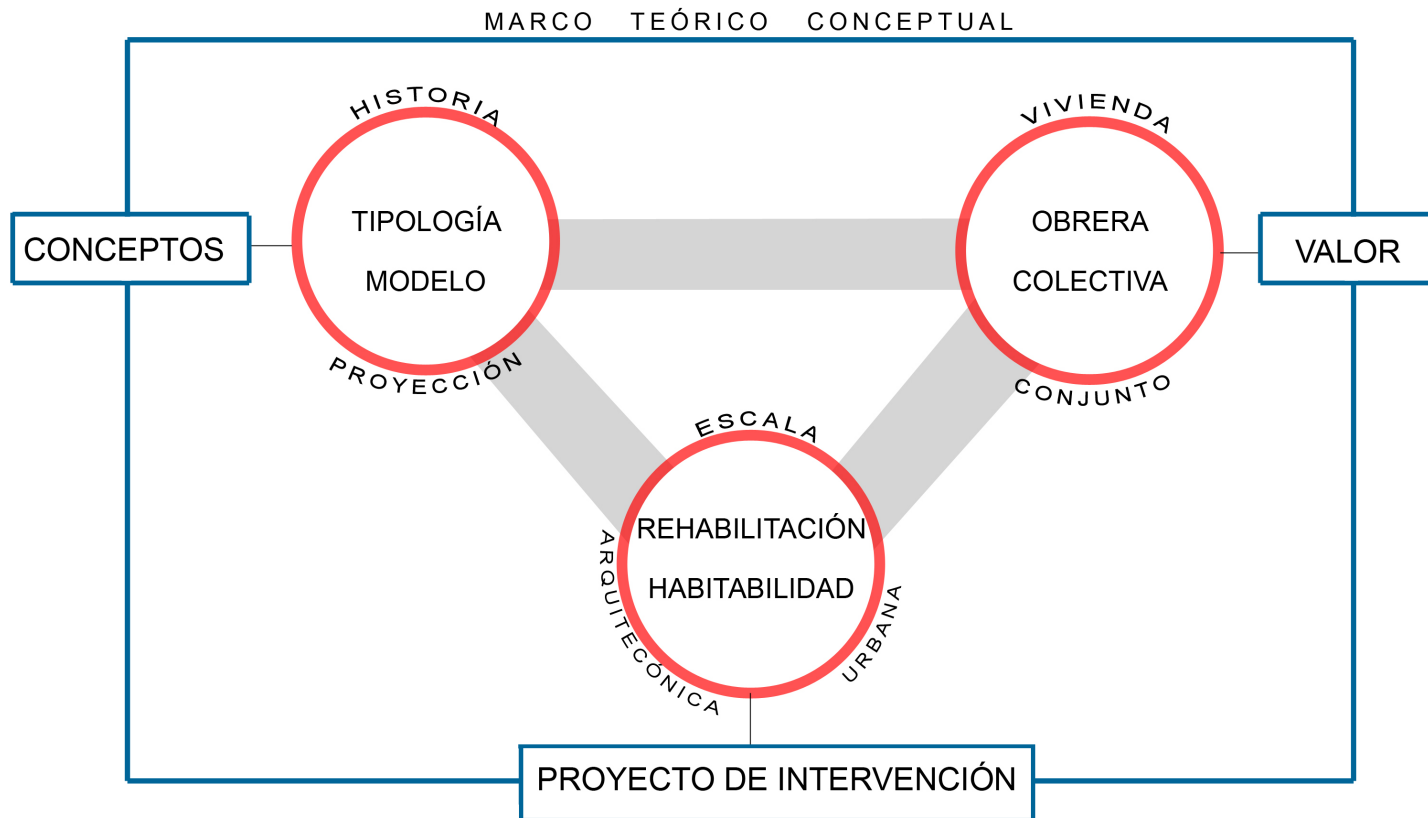 MARCO TEÓRICO CONCEPTUAL
HISTORIA
TIPOLOGÍA
MODELO
PROYECCIÓN
VIVIENDA
OBRERA
COLECTIVA
CONJUNTO
CONCEPTOS
VALOR
ESCALA
REHABILITACIÓN
HABITABILIDAD
ARQUITECÓNICA
URBANA
PROYECTO DE INTERVENCIÓN